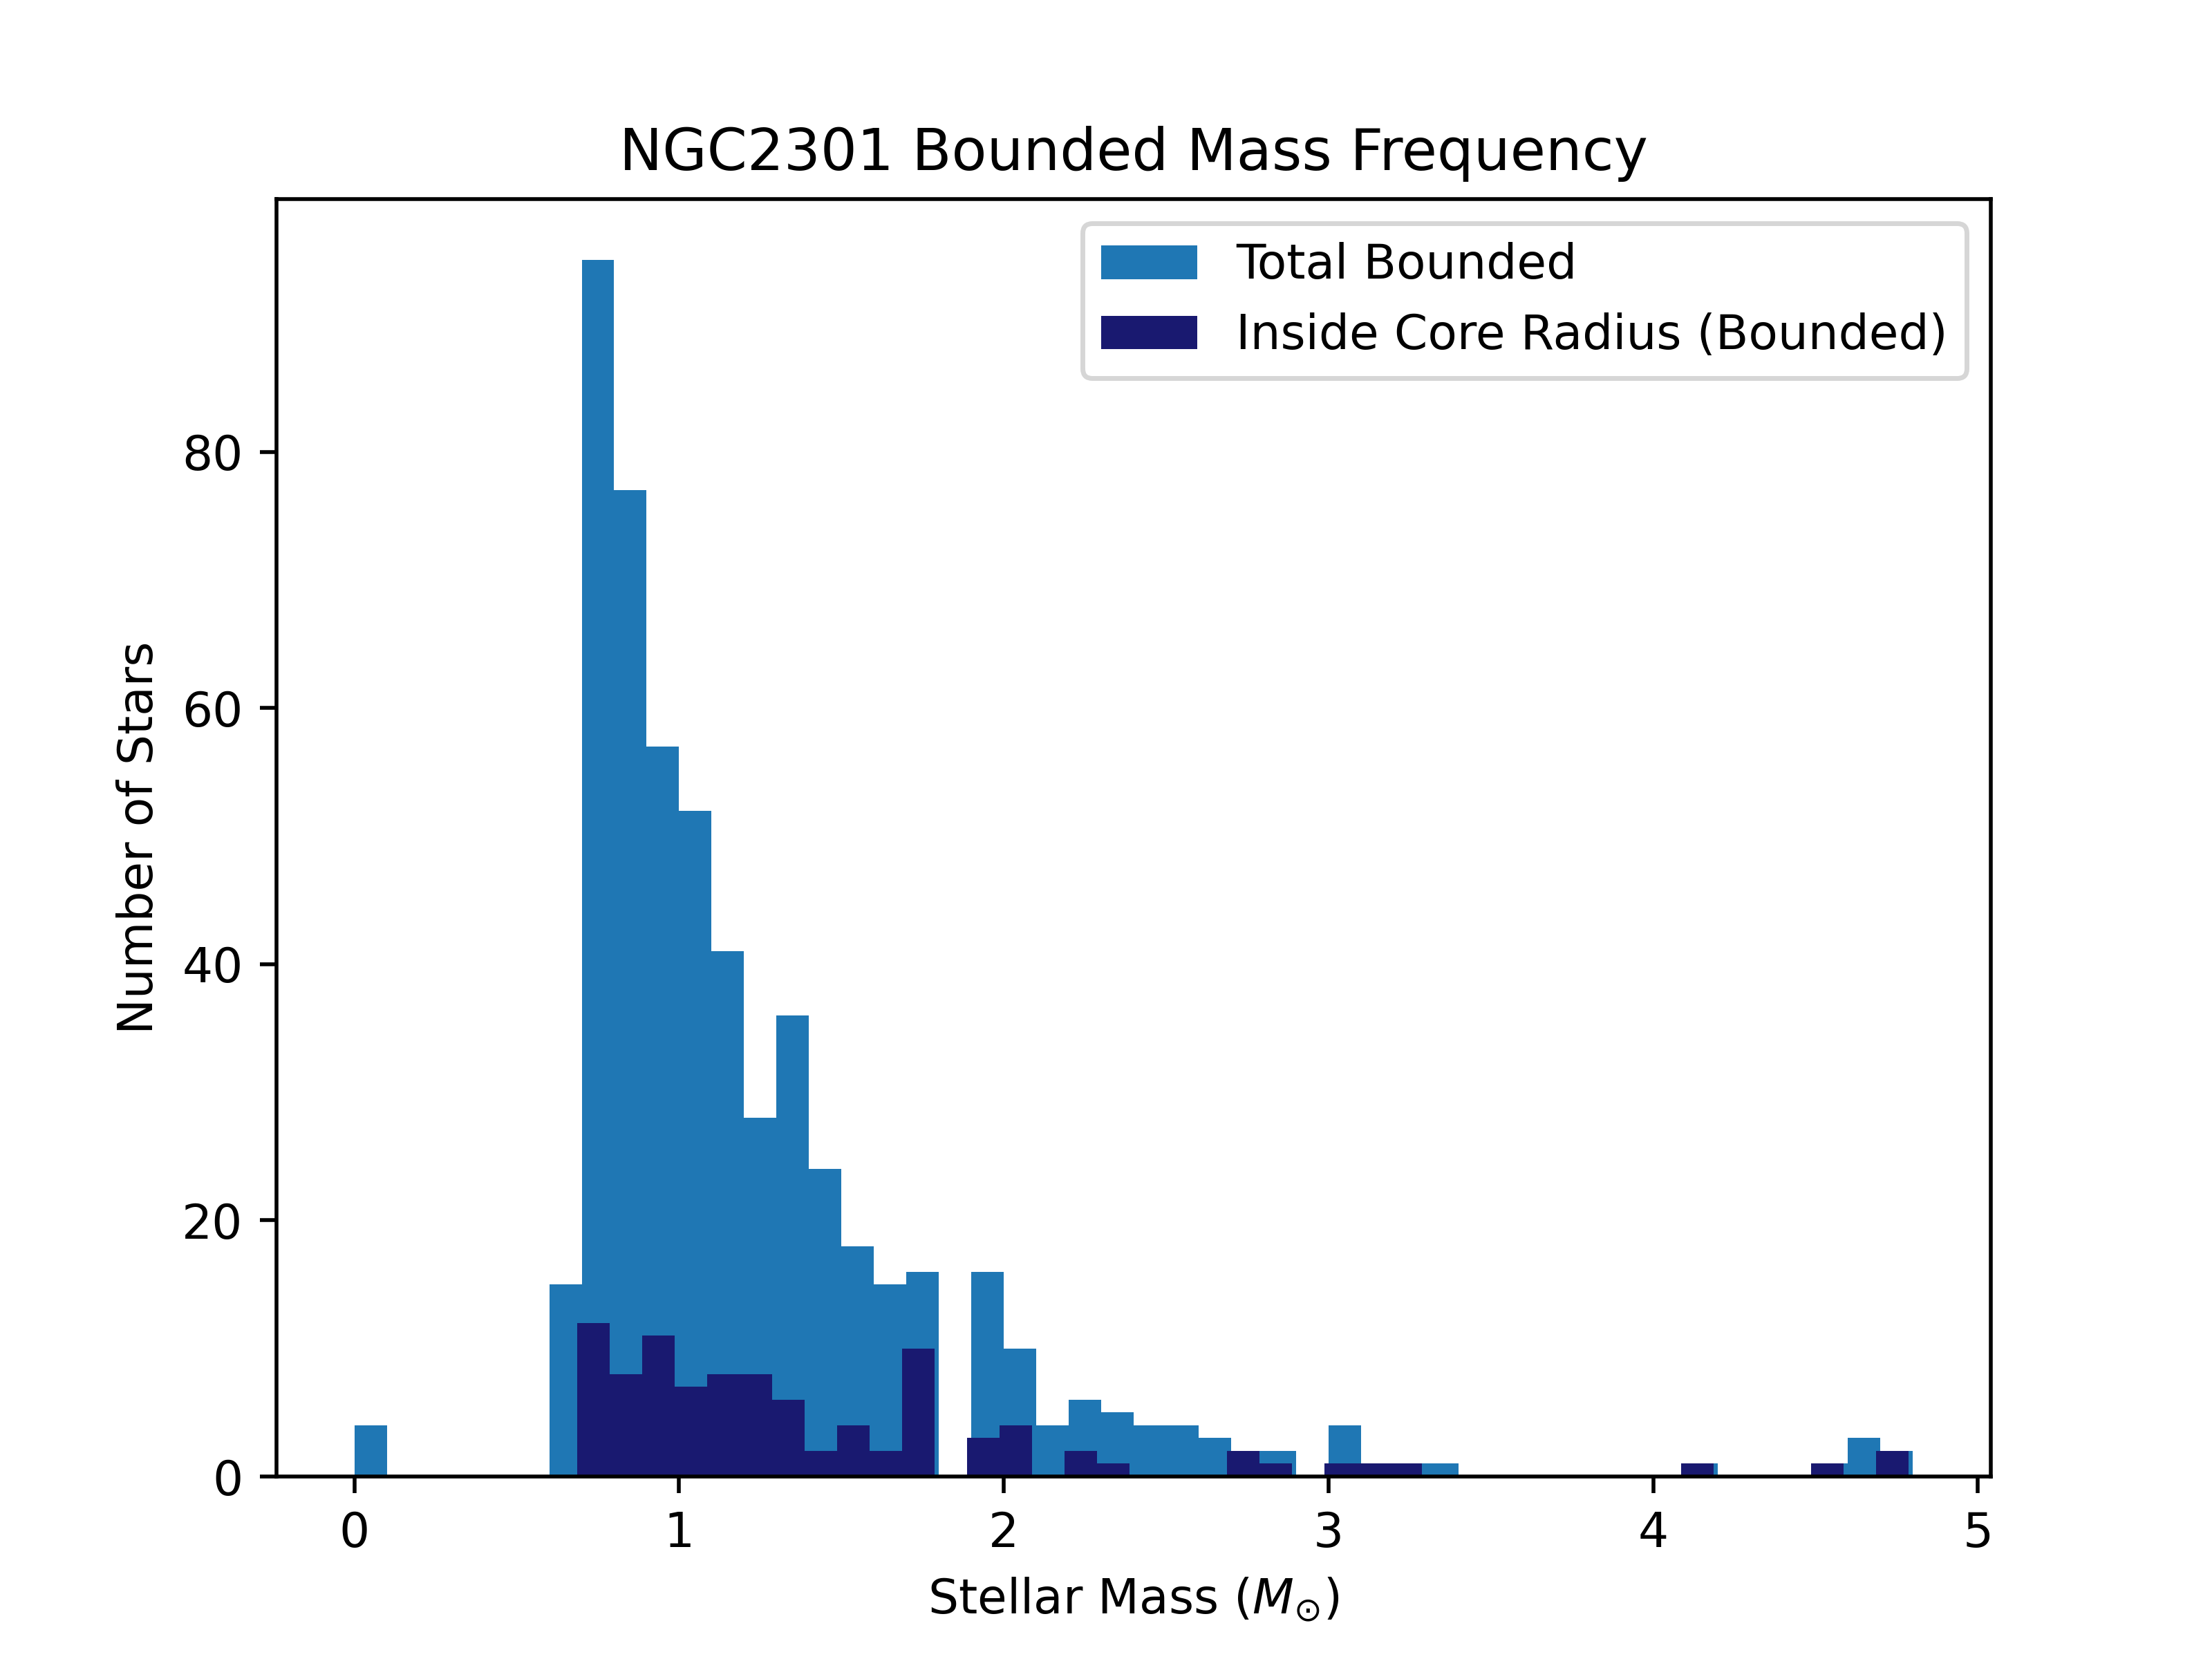 NGC2301 Bounded Mass Frequency
Total Bounded
Inside Core Radius (Bounded)
80
60
40
20
0
Number of Stars
0 1 2 3 4 5
Stellar Mass (M⊙)